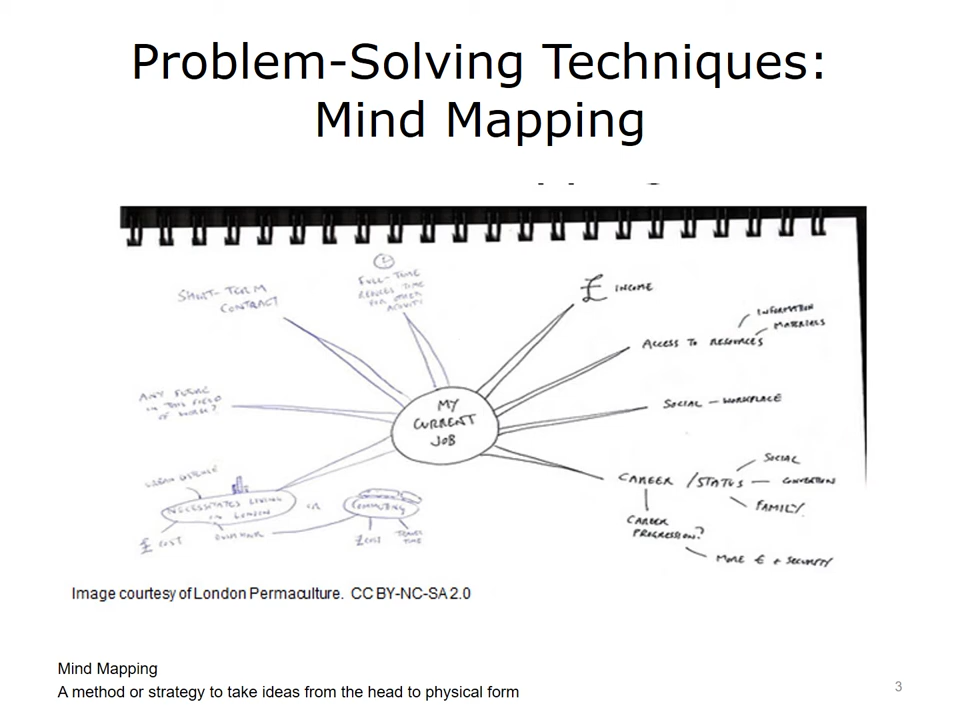 Problem-Solving Techniques:
Mind Mapping
SHORT-TERM
CONTRACT
FULL-TIME
REDUCES TIME
FOR OTHER
ACTIVITY
£ INCOME
ACCESS TO RESOURCES
INFORMATION
MATERIALS
ANY FUTURE
IN THIS FIELD
OF WORK?
MY
CURRENT
JOB
SOCIAL – WORKPLACE
CAREER / STATUS
SOCIAL
CONVENTION
FAMILY
CAREER
PROGRESSION?
MORE £ + SECURITY
NECESSITATES LIVING
IN LONDON
OR
COMMUTING
£ COST
£ COST
TRAVEL
TIME
Image courtesy of London Permaculture. CC BY-NC-SA 2.0
Mind Mapping
A method or strategy to take ideas from the head to physical form
3